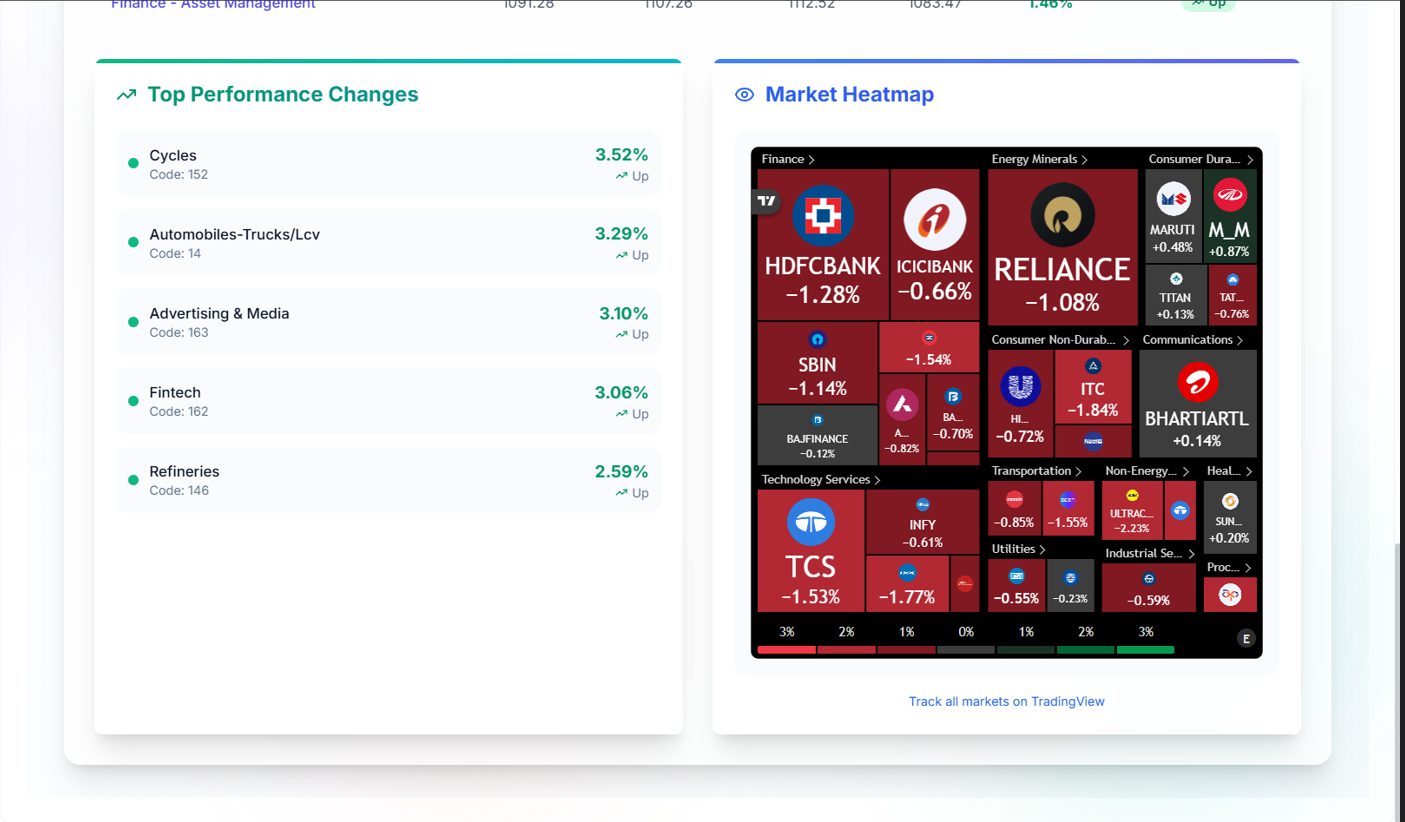 Finance - Asset Management 1091.28 1107.26 1112.52 1083.47 1.46% Up
Top Performance Changes
Cycles
Code: 152
3.52%
Up
Automobiles-Trucks/Lcv
Code: 14
3.29%
Up
Advertising & Media
Code: 163
3.10%
Up
Fintech
Code: 162
3.06%
Up
Refineries
Code: 146
2.59%
Up
Market Heatmap
Finance >
HDFCBANK
−1.28%
ICICIBANK
−0.66%
SBIN
−1.14%
−1.54%
BAJFINANCE
−0.12%
A...
−0.82%
BA...
−0.70%
Energy Minerals >
RELIANCE
−1.08%
Consumer Dura... >
MARUTI
+0.48%
M_M
+0.87%
TITAN
+0.13%
TAT...
−0.76%
Consumer Non-Durab... >
HI...
−0.72%
ITC
−1.84%
Nestlé
Communications >
BHARTIARTL
+0.14%
Technology Services >
TCS
−1.53%
INFY
−0.61%
−1.77%
Transportation >
−0.85%
−1.55%
Non-Energy... >
ULTRAC...
−2.23%
Heal... >
SUN...
+0.20%
Utilities >
−0.55%
−0.23%
Industrial Se... >
−0.59%
Proc... >
3% 2% 1% 0% 1% 2% 3%
E
Track all markets on TradingView